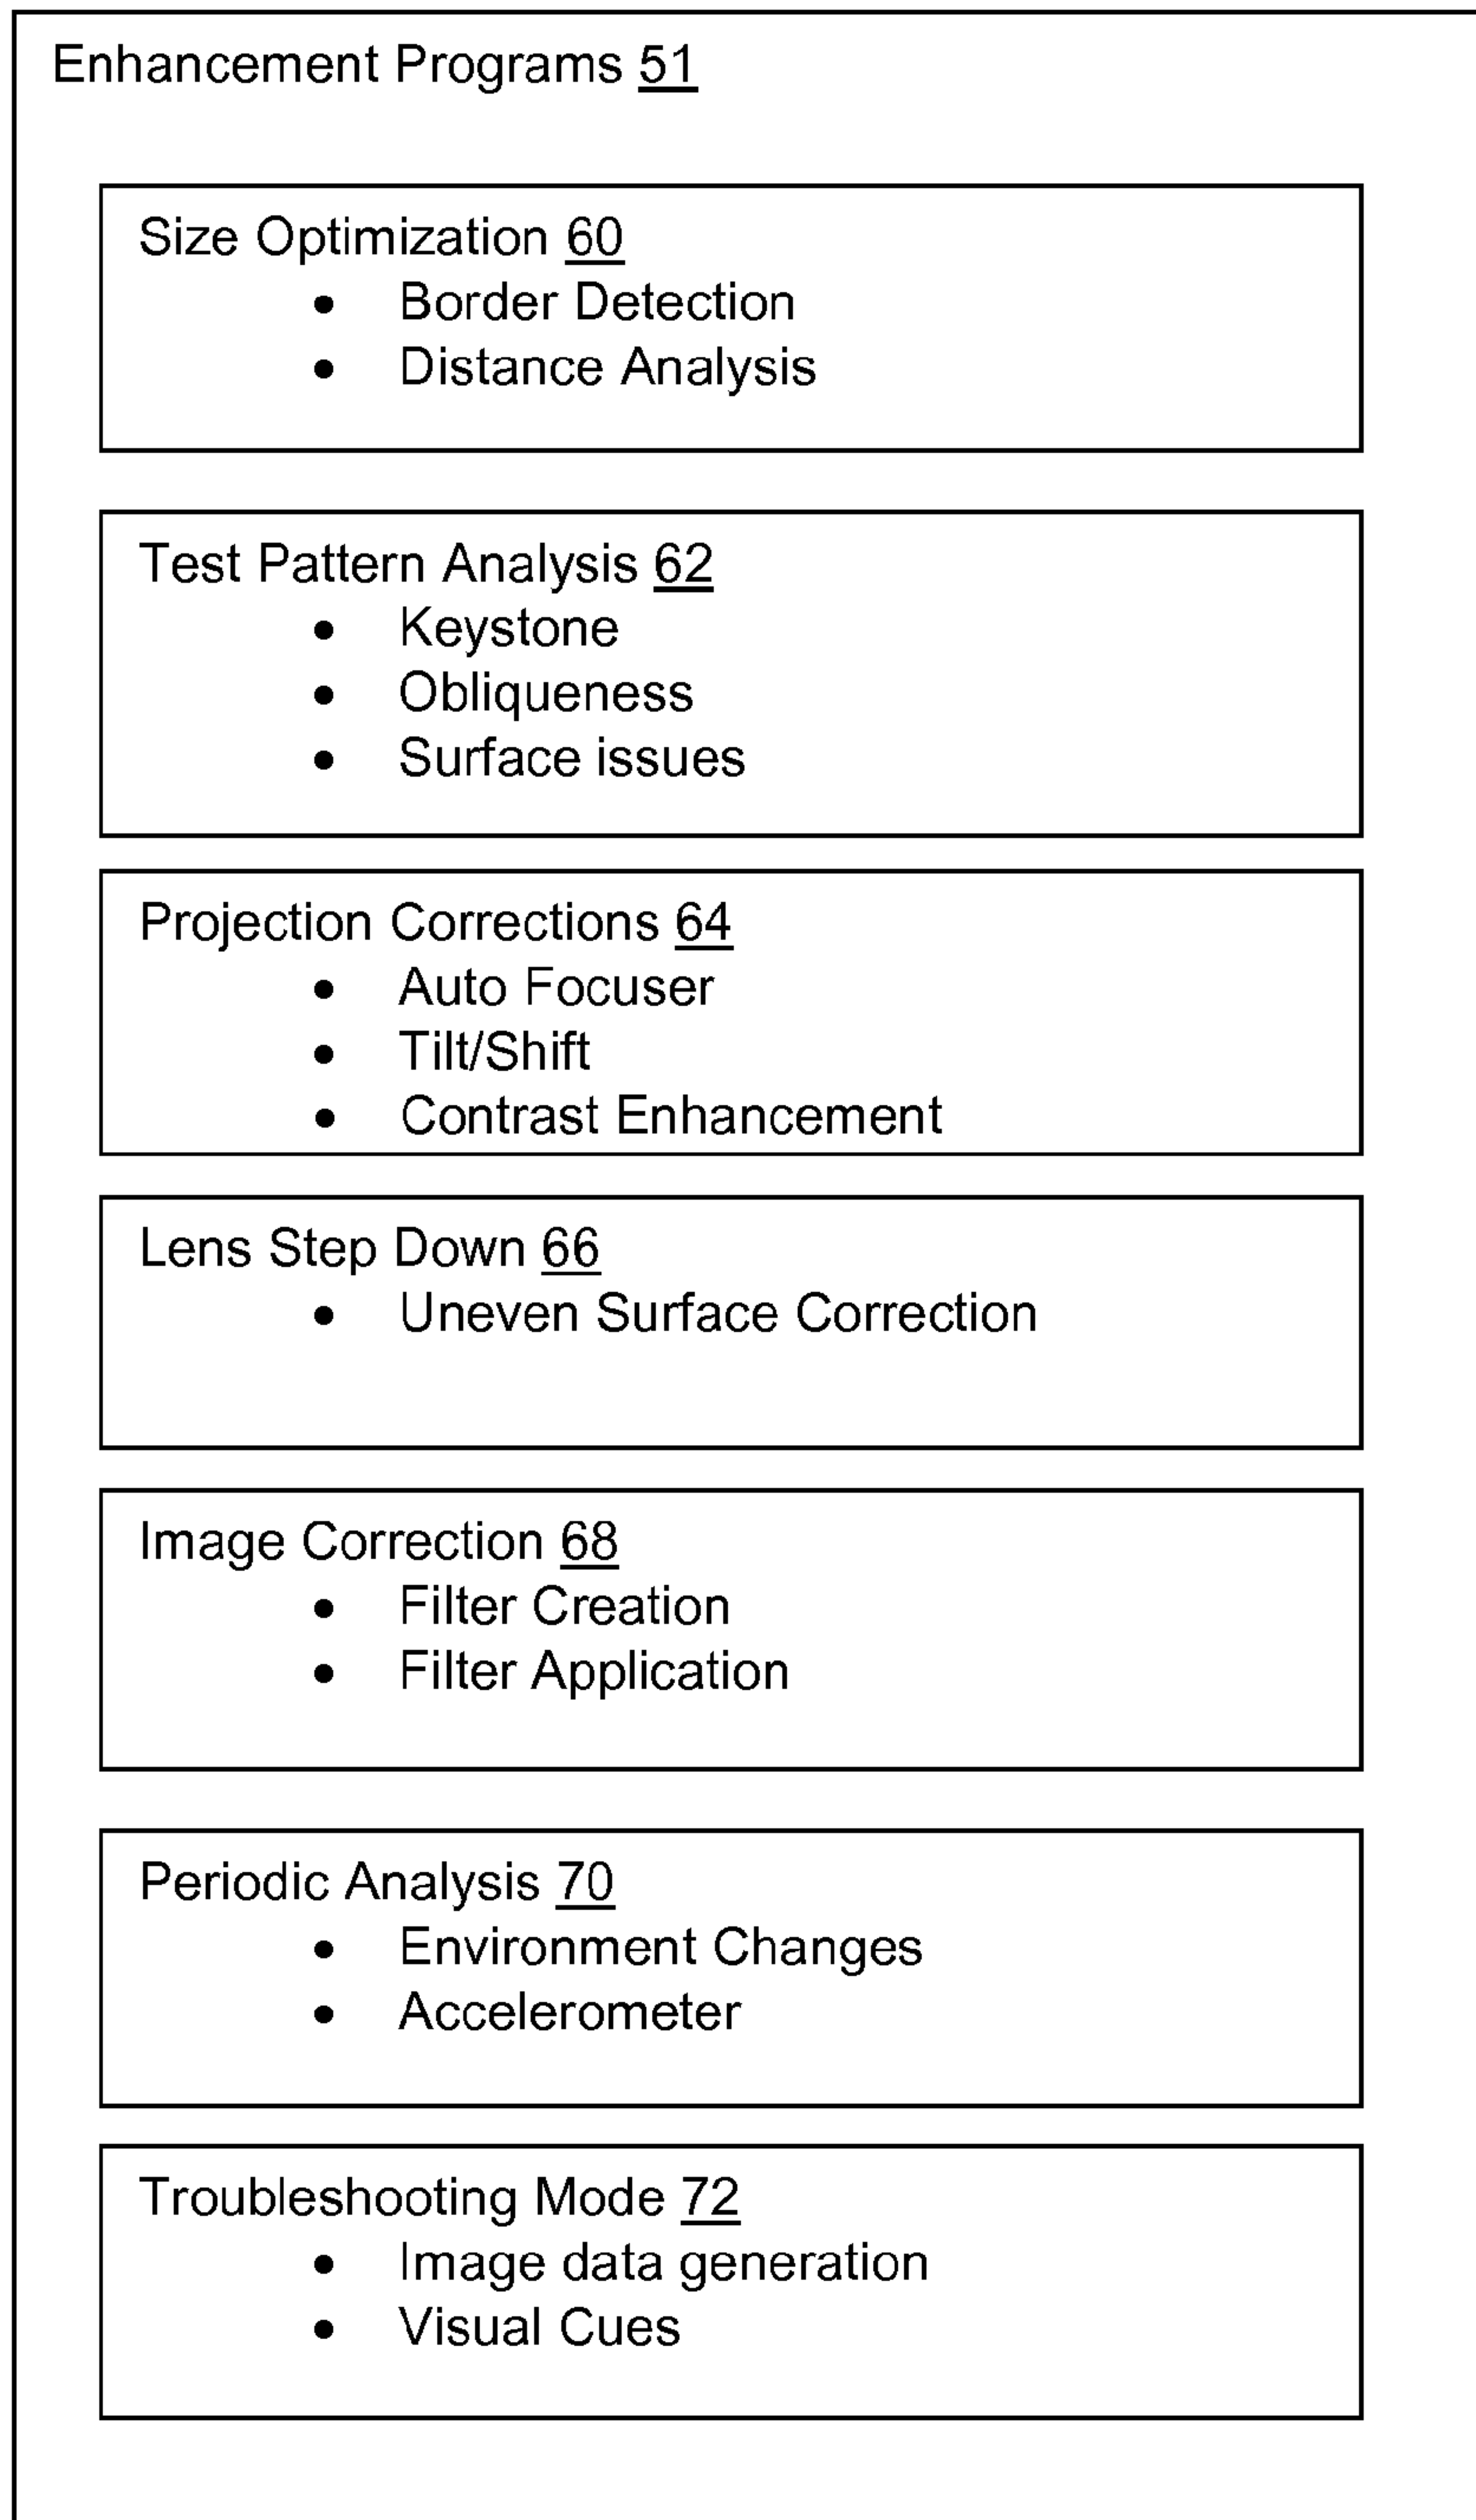 Enhancement Programs 51
Size Optimization 60
• Border Detection
• Distance Analysis
Test Pattern Analysis 62
• Keystone
• Obliqueness
• Surface issues
Projection Corrections 64
• Auto Focuser
• Tilt/Shift
• Contrast Enhancement
Lens Step Down 66
• Uneven Surface Correction
Image Correction 68
• Filter Creation
• Filter Application
Periodic Analysis 70
• Environment Changes
• Accelerometer
Troubleshooting Mode 72
• Image data generation
• Visual Cues